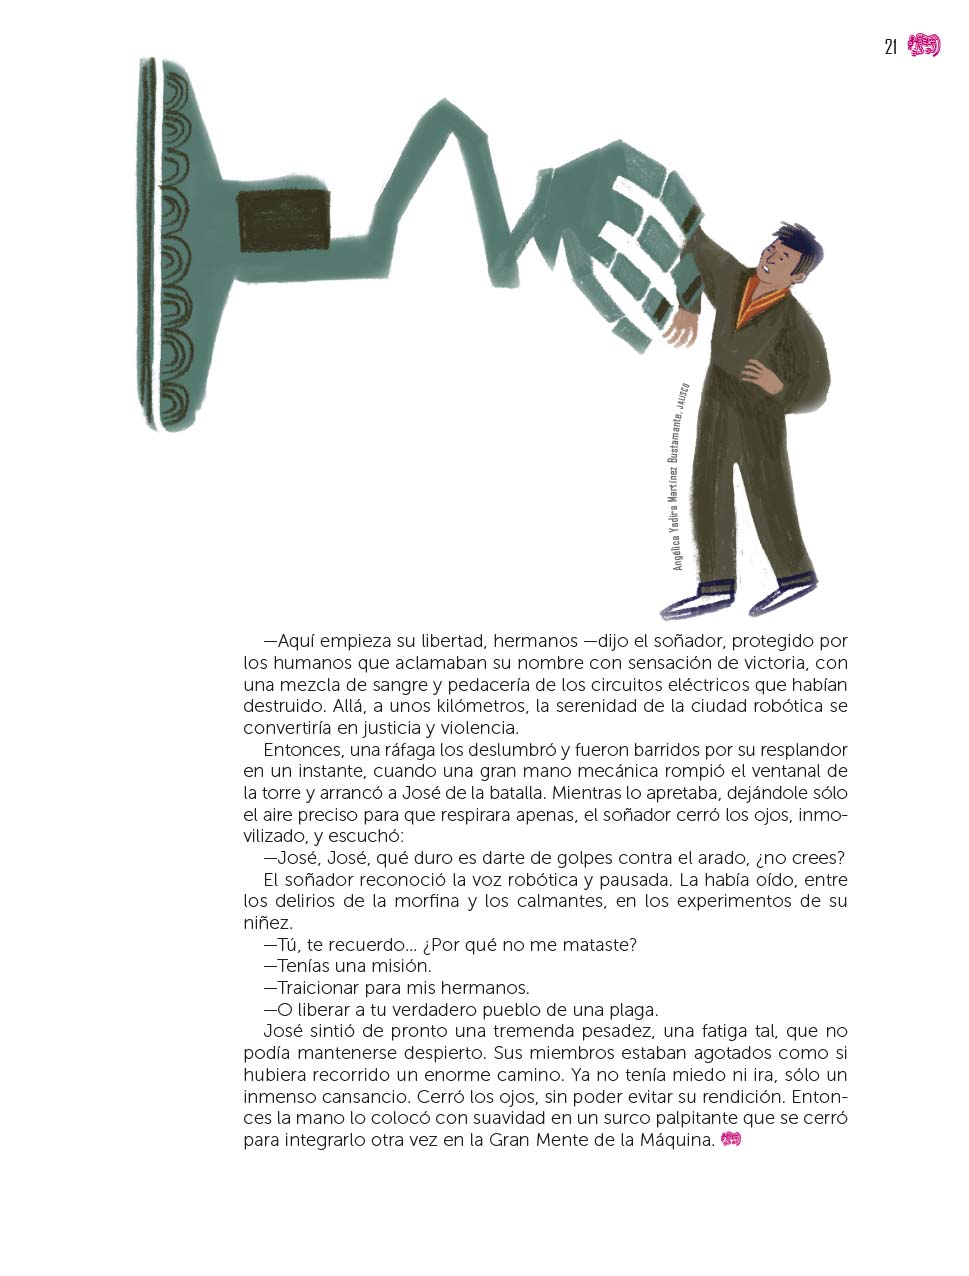 21
Angélica Yadira Martínez Bustamante, JALISCO
—Aquí empieza su libertad, hermanos —dijo el soñador, protegido por
los humanos que aclamaban su nombre con sensación de victoria, con
una mezcla de sangre y pedacería de los circuitos eléctricos que habían
destruido. Allá, a unos kilómetros, la serenidad de la ciudad robótica se
convertiría en justicia y violencia.
Entonces, una ráfaga los deslumbró y fueron barridos por su resplandor
en un instante, cuando una gran mano mecánica rompió el ventanal de
la torre y arrancó a José de la batalla. Mientras lo apretaba, dejándole sólo
el aire preciso para que respirara apenas, el soñador cerró los ojos, inmo-
vilizado, y escuchó:
—José, José, qué duro es darte de golpes contra el arado, ¿no crees?
El soñador reconoció la voz robótica y pausada. La había oído, entre
los delirios de la morfina y los calmantes, en los experimentos de su
niñez.
—Tú, te recuerdo... ¿Por qué no me mataste?
—Tenías una misión.
—Traicionar para mis hermanos.
—O liberar a tu verdadero pueblo de una plaga.
José sintió de pronto una tremenda pesadez, una fatiga tal, que no
podía mantenerse despierto. Sus miembros estaban agotados como si
hubiera recorrido un enorme camino. Ya no tenía miedo ni ira, sólo un
inmenso cansancio. Cerró los ojos, sin poder evitar su rendición. Enton-
ces la mano lo colocó con suavidad en un surco palpitante que se cerró
para integrarlo otra vez en la Gran Mente de la Máquina.